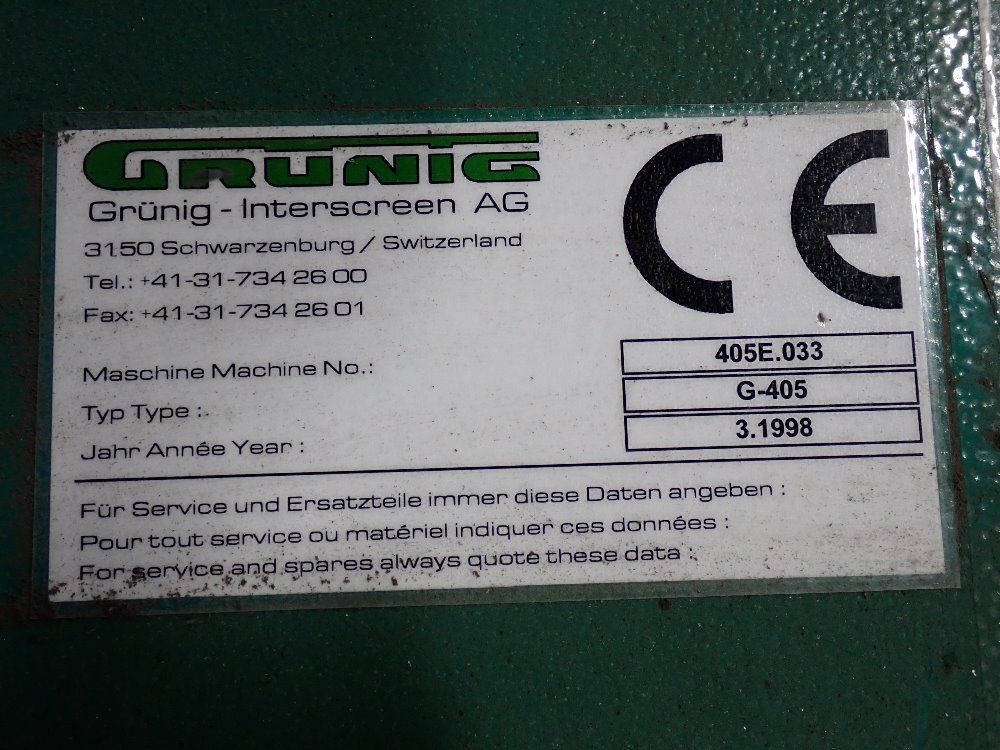 GRÜNIG
Grünig - Interscreen AG
3150 Schwarzenburg / Switzerland
Tel.: +41-31-734 26 00
Fax: +41-31-734 26 01
CE
Maschine Machine No.: 405E.033
Typ Type : G-405
Jahr Année Year : 3.1998
Für Service und Ersatzteile immer diese Daten angeben :
Pour tout service ou matériel indiquer ces données :
For service and spares always quote these data :